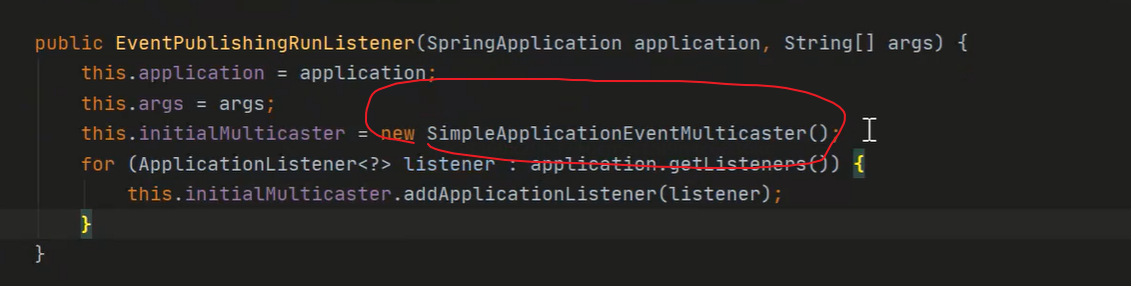 public EventPublishingRunListener(SpringApplication application, String[] args) {
this.application = application;
this.args = args;
this.initialMulticaster = new SimpleApplicationEventMulticaster();
for (ApplicationListener<?> listener : application.getListeners()) {
this.initialMulticaster.addApplicationListener(listener);
}
}